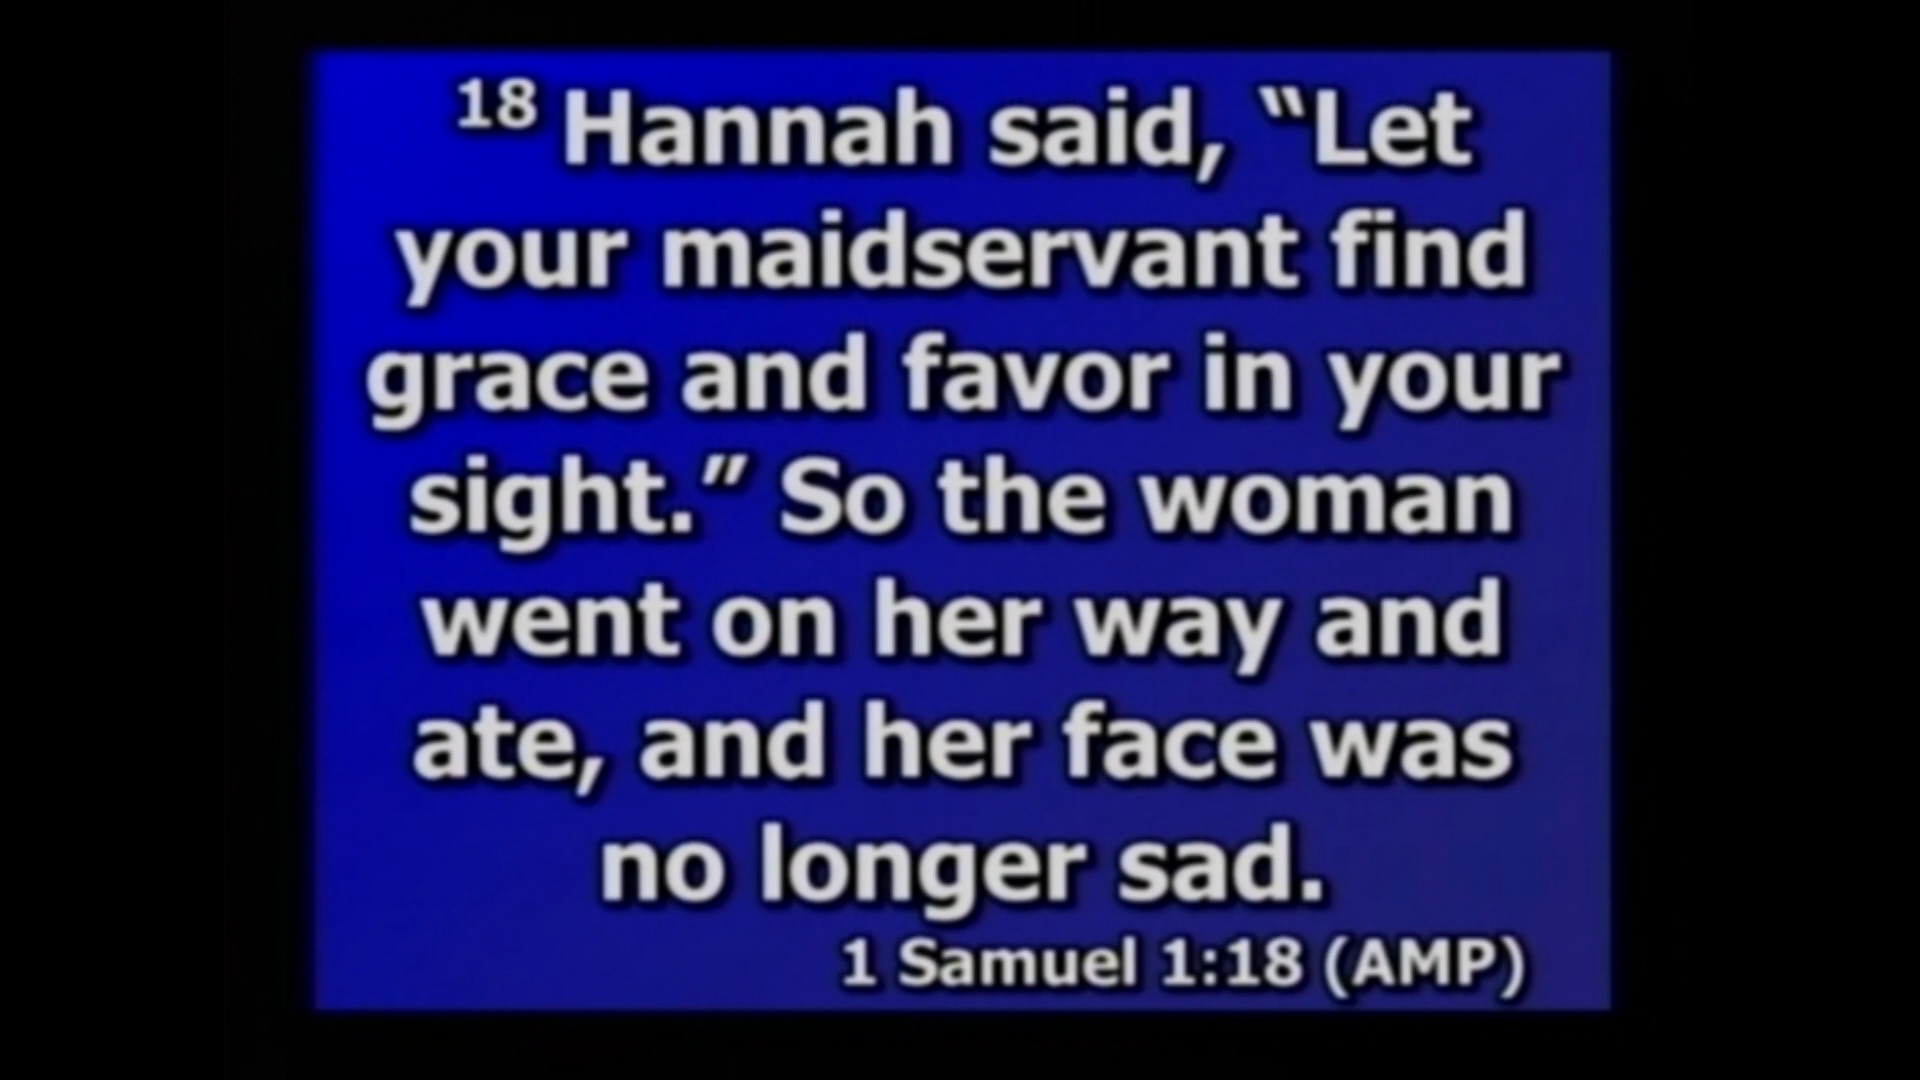 18 Hannah said, “Let
your maidservant find
grace and favor in your
sight.” So the woman
went on her way and
ate, and her face was
no longer sad.
1 Samuel 1:18 (AMP)